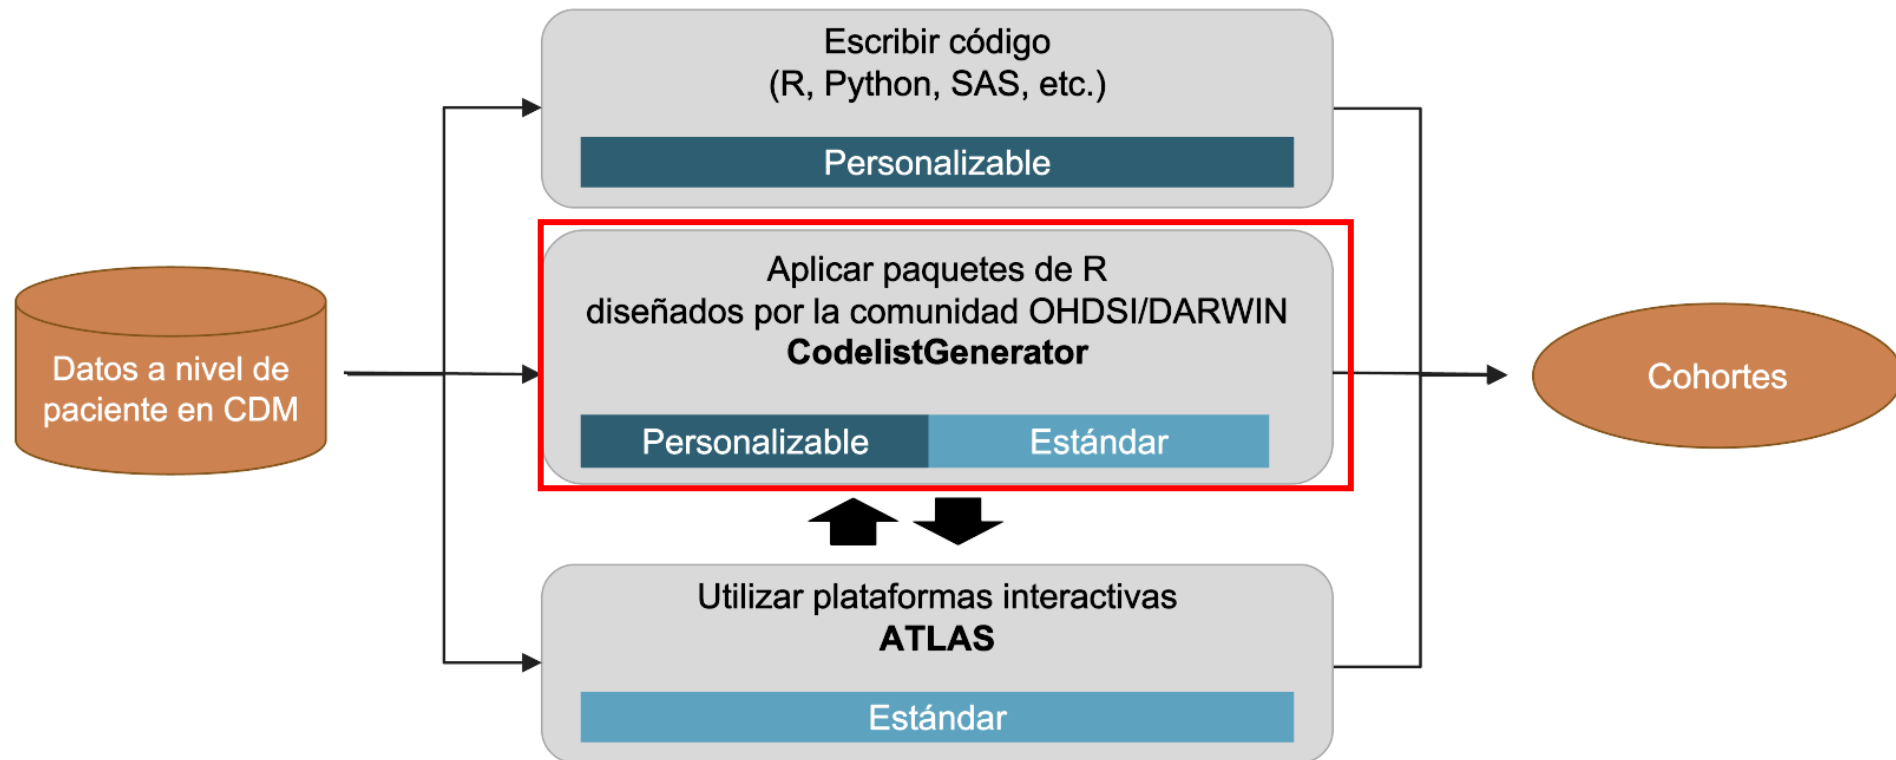 Escribir código
(R, Python, SAS, etc.)
Personalizable
Aplicar paquetes de R
diseñados por la comunidad OHDSI/DARWIN
CodelistGenerator
Personalizable
Estándar
Datos a nivel de
paciente en CDM
Cohortes
Utilizar plataformas interactivas
ATLAS
Estándar